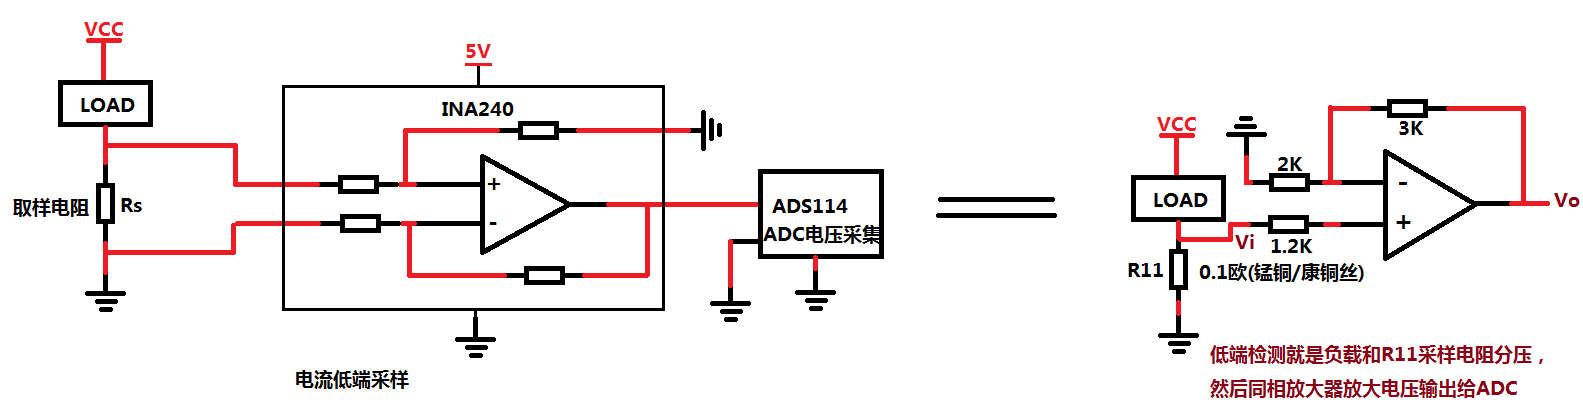 VCC
LOAD
取样电阻
Rs
5V
INA240
+
-
ADS114
ADC电压采集
电流低端采样
VCC
LOAD
Vi
R11
0.1欧(锰铜/康铜丝)
2K
1.2K
3K
-
+
Vo
低端检测就是负载和R11采样电阻分压，
然后同相放大器放大电压输出给ADC